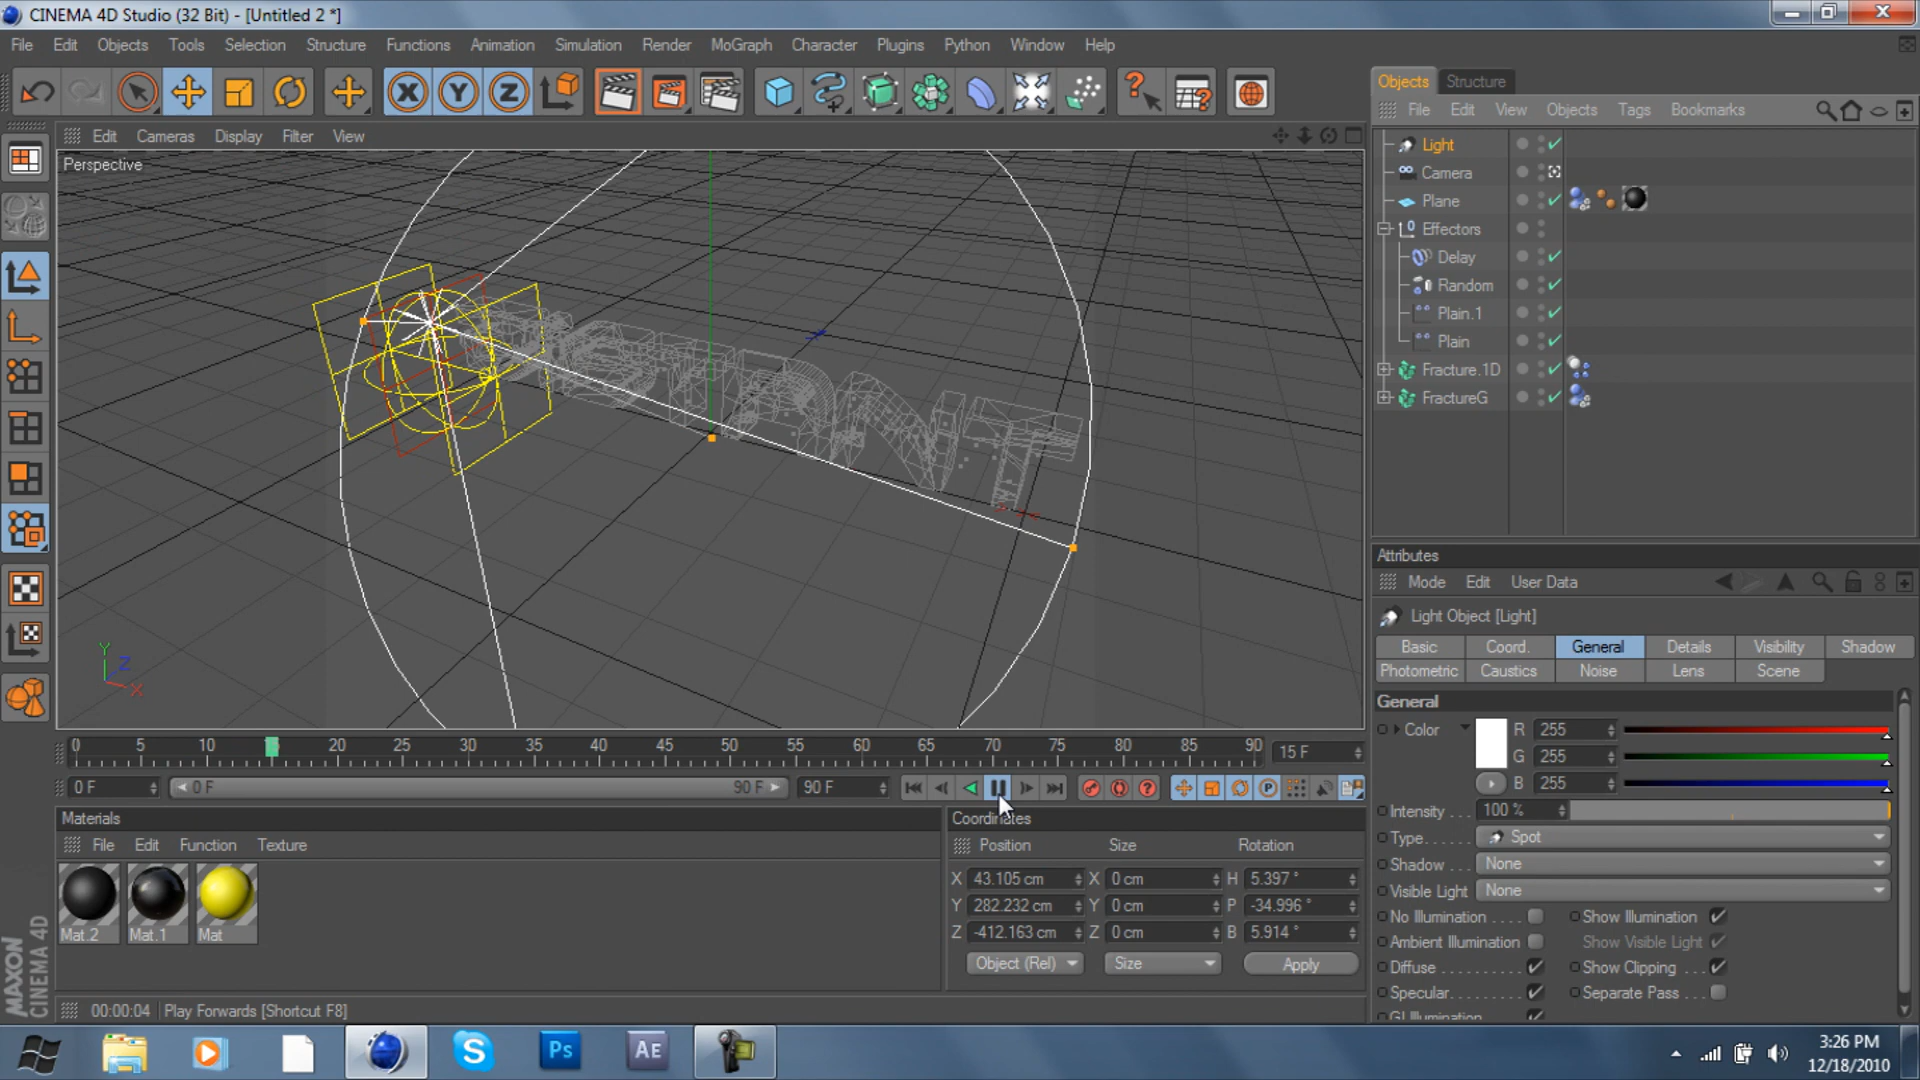 CINEMA 4D Studio (32 Bit) - [Untitled 2 *]
File Edit Objects Tools Selection Structure Functions Animation Simulation Render MoGraph Character Plugins Python Window Help
X Y Z
Edit Cameras Display Filter View
Perspective
Y Z X
0 5 10 20 25 30 35 40 45 50 55 60 65 70 75 80 85 90 15 F
0 F 0 F 90 F 90 F
Materials
File Edit Function Texture
Mat.2 Mat.1 Mat
MAXON
CINEMA 4D
Coordinates
Position Size Rotation
X 43.105 cm X 0 cm H 5.397 °
Y 282.232 cm Y 0 cm P -34.996 °
Z -412.163 cm Z 0 cm B 5.914 °
Object (Rel) Size Apply
00:00:04 Play Forwards [Shortcut F8]
Objects Structure
File Edit View Objects Tags Bookmarks
Light
Camera
Plane
Effectors
Delay
Random
Plain.1
Plain
Fracture.1D
FractureG
Attributes
Mode Edit User Data
Light Object [Light]
Basic Coord. General Details Visibility Shadow
Photometric Caustics Noise Lens Scene
General
Color R 255
G 255
B 255
Intensity . . . 100 %
Type. . . . . . Spot
Shadow . . . None
Visible Light None
No Illumination . . . . Show Illumination
Ambient Illumination Show Visible Light
Diffuse . . . . . . . . . . Show Clipping . . .
Specular. . . . . . . . . Separate Pass . . .
GI Illumination
S Ps AE
3:26 PM
12/18/2010